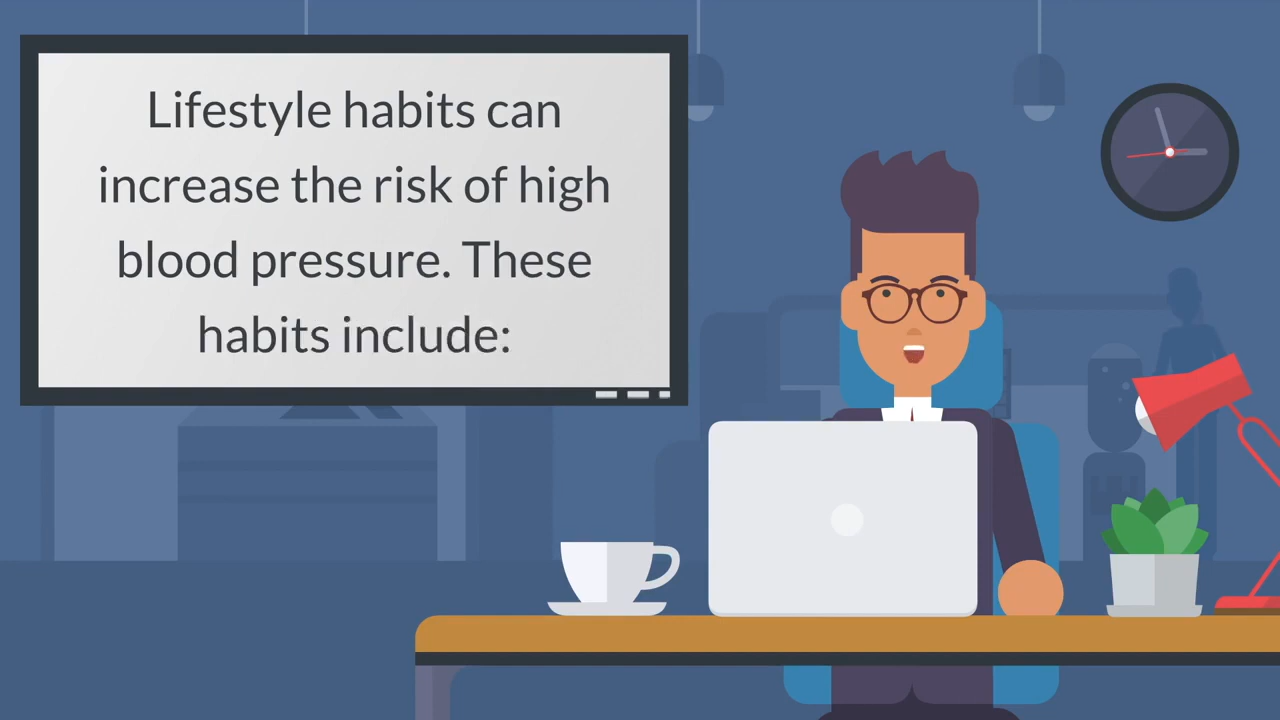 Lifestyle habits can
increase the risk of high
blood pressure. These
habits include: